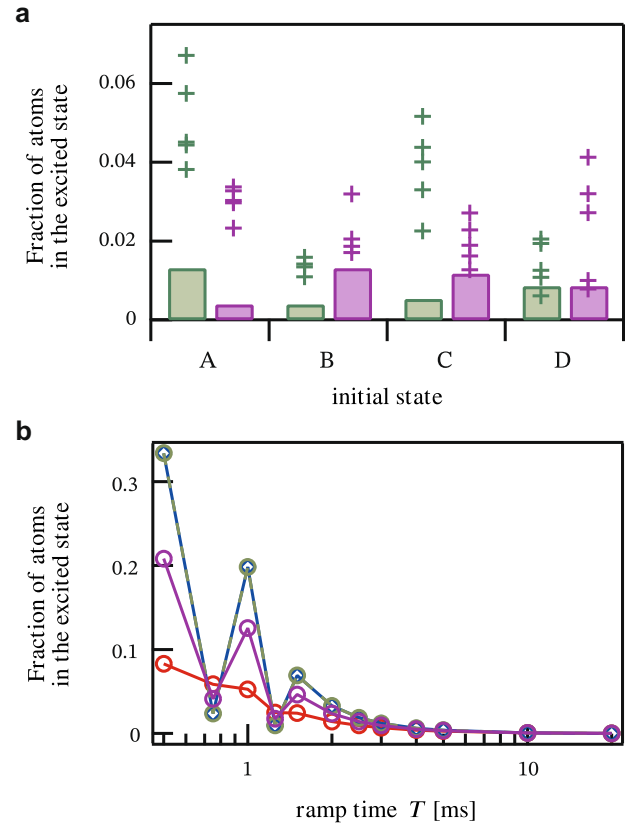 a
Fraction of atoms
in the excited state
0.06
0.04
0.02
0
A B C D
initial state
b
Fraction of atoms
in the excited state
0.3
0.2
0.1
0
1 10
ramp time T [ms]